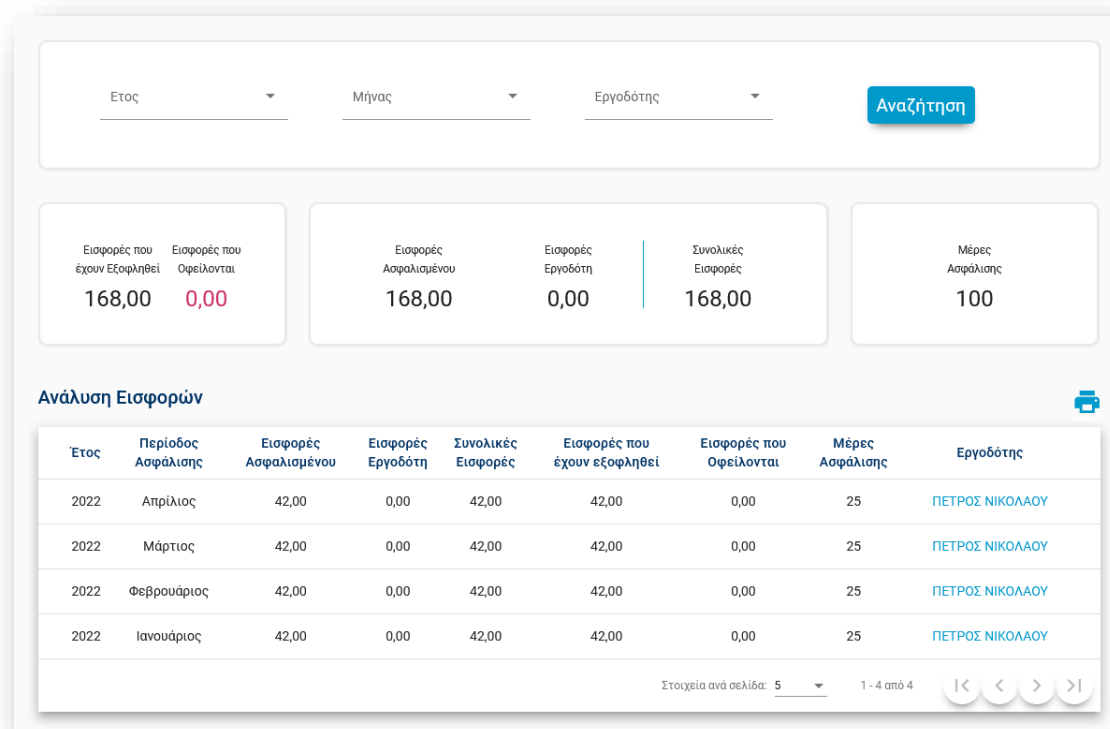 Ετος Μήνας Εργοδότης Αναζήτηση
Εισφορές που Εισφορές που Εισφορές Εισφορές Συνολικές Μέρες
έχουν Εξοφληθεί Οφείλονται Ασφαλισμένου Εργοδότη Εισφορές Ασφάλισης
168,00 0,00 168,00 0,00 168,00 100
Ανάλυση Εισφορών
Έτος Περίοδος Ασφάλισης Εισφορές Ασφαλισμένου Εισφορές Εργοδότη Συνολικές Εισφορές Εισφορές που έχουν εξοφληθεί Εισφορές που Οφείλονται Μέρες Ασφάλισης Εργοδότης
2022 Απρίλιος 42,00 0,00 42,00 42,00 0,00 25 ΠΕΤΡΟΣ ΝΙΚΟΛΑΟΥ
2022 Μάρτιος 42,00 0,00 42,00 42,00 0,00 25 ΠΕΤΡΟΣ ΝΙΚΟΛΑΟΥ
2022 Φεβρουάριος 42,00 0,00 42,00 42,00 0,00 25 ΠΕΤΡΟΣ ΝΙΚΟΛΑΟΥ
2022 Ιανουάριος 42,00 0,00 42,00 42,00 0,00 25 ΠΕΤΡΟΣ ΝΙΚΟΛΑΟΥ
Στοιχεία ανά σελίδα: 5 1 - 4 από 4